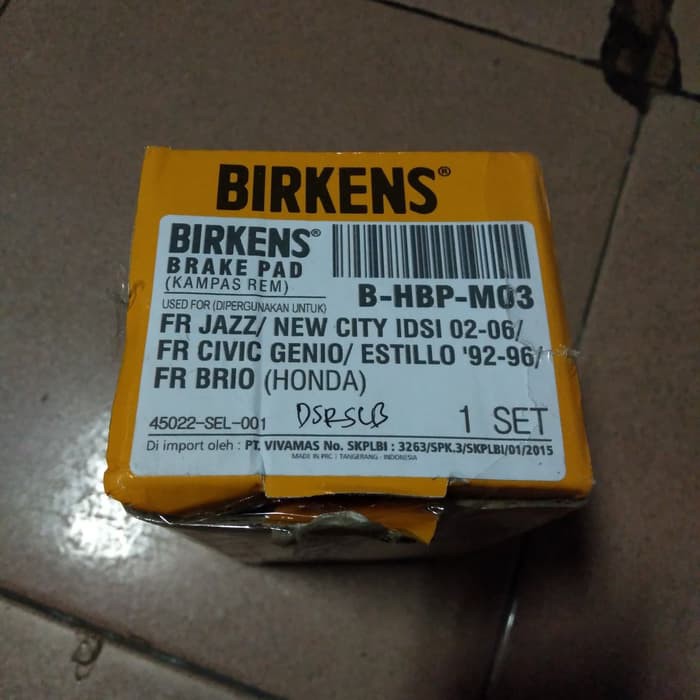 BIRKENS®
BIRKENS®
BRAKE PAD
(KAMPAS REM)
B-HBP-M03
USED FOR (DIPERGUNAKAN UNTUK)
FR JAZZ/ NEW CITY IDSI 02-06/
FR CIVIC GENIO/ ESTILLO '92-96/
FR BRIO (HONDA)
45022-SEL-001
1 SET
Di import oleh : PT. VIVAMAS No. SKPLBI : 3263/SPK.3/SKPLBI/01/2015
MADE IN PRC | TANGERANG - INDONESIA